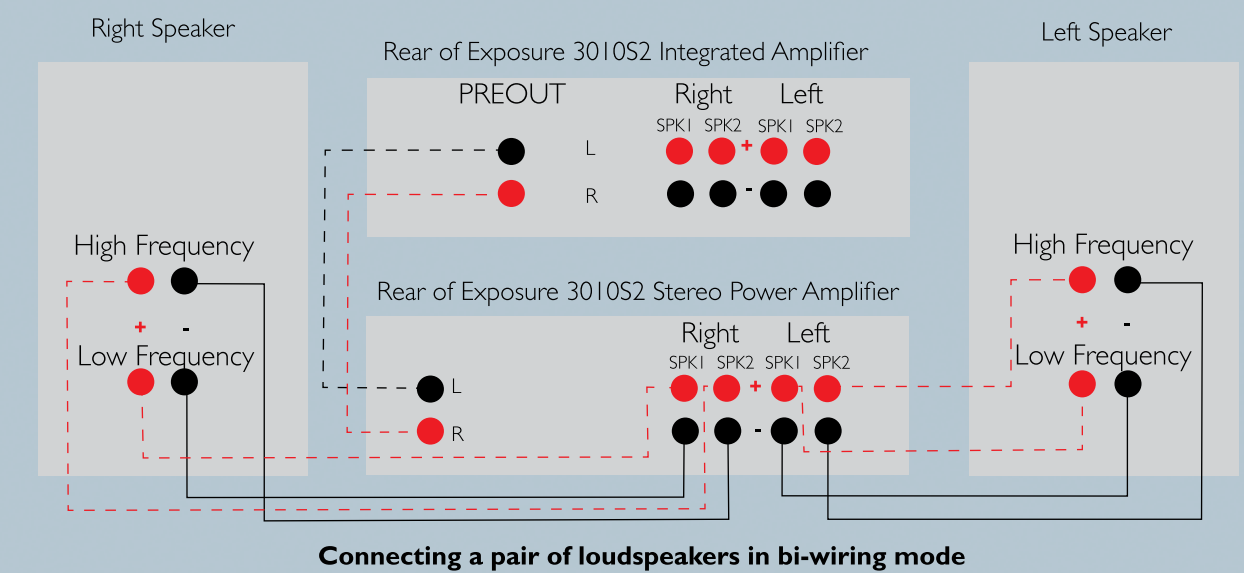 Right Speaker
Left Speaker
Rear of Exposure 3010S2 Integrated Amplifier
PREOUT
Right Left
SPK1 SPK2 SPK1 SPK2
L
+
R
-
High Frequency
+ -
Low Frequency
High Frequency
+ -
Low Frequency
Rear of Exposure 3010S2 Stereo Power Amplifier
Right Left
SPK1 SPK2 SPK1 SPK2
+
L
R
-
Connecting a pair of loudspeakers in bi-wiring mode